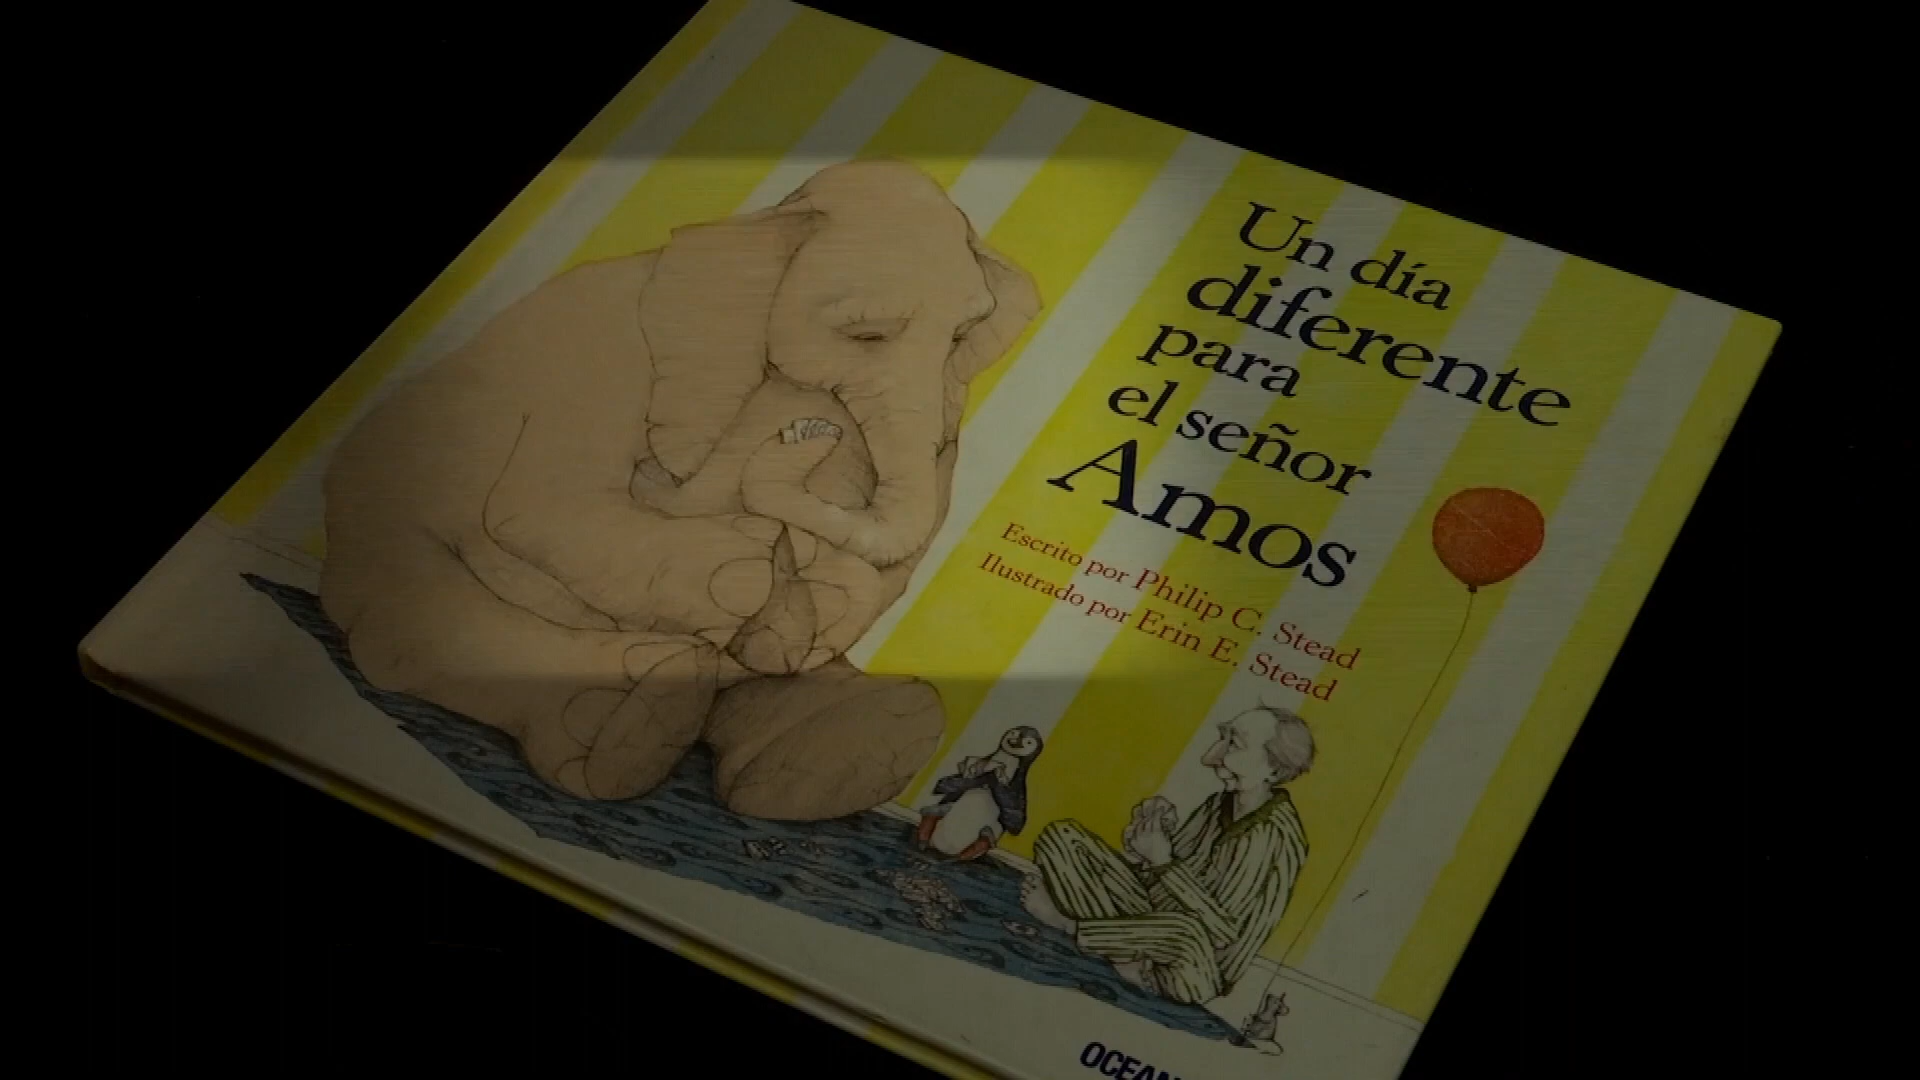 Un día
diferente
para
el señor
Amos
Escrito por Philip C. Stead
Ilustrado por Erin E. Stead